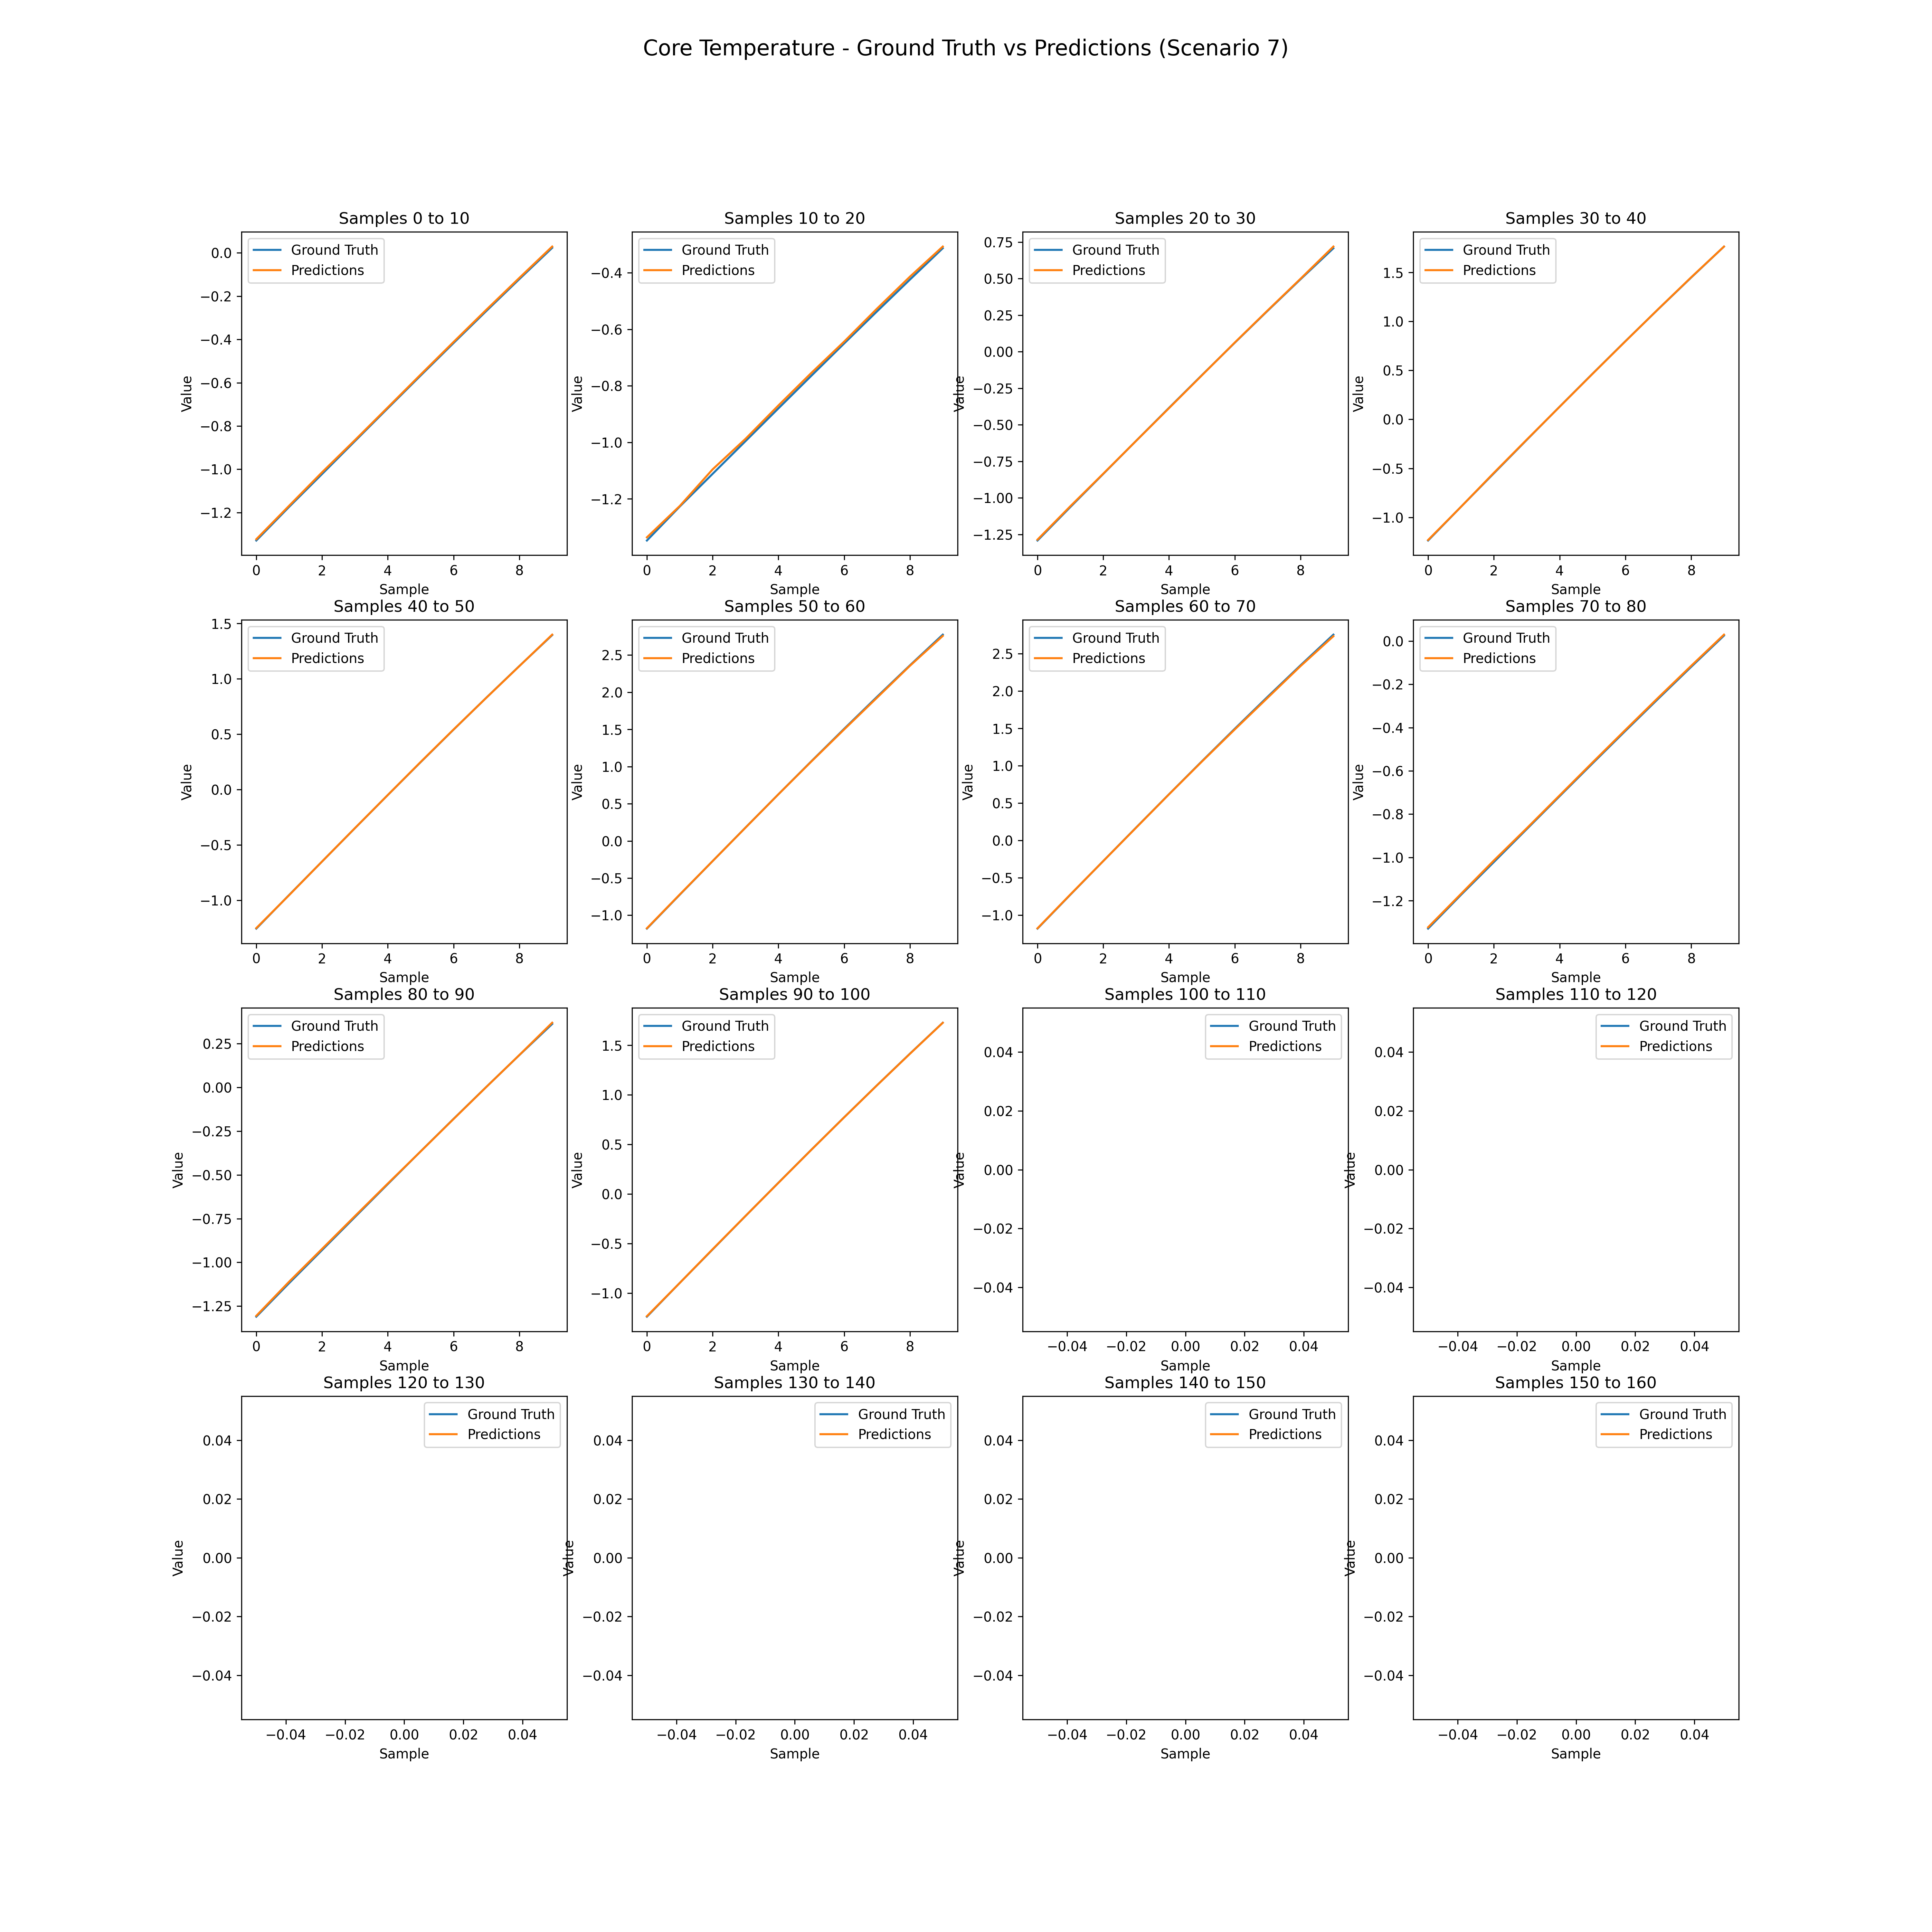 Core Temperature - Ground Truth vs Predictions (Scenario 7)
Samples 0 to 10
Ground Truth
Predictions
0.0
−0.2
−0.4
−0.6
−0.8
−1.0
−1.2
Value
0 2 4 6 8
Sample
Samples 10 to 20
Ground Truth
Predictions
−0.4
−0.6
−0.8
−1.0
−1.2
Value
0 2 4 6 8
Sample
Samples 20 to 30
Ground Truth
Predictions
0.75
0.50
0.25
0.00
−0.25
−0.50
−0.75
−1.00
−1.25
Value
0 2 4 6 8
Sample
Samples 30 to 40
Ground Truth
Predictions
1.5
1.0
0.5
0.0
−0.5
−1.0
Value
0 2 4 6 8
Sample
Samples 40 to 50
Ground Truth
Predictions
1.5
1.0
0.5
0.0
−0.5
−1.0
Value
0 2 4 6 8
Sample
Samples 50 to 60
Ground Truth
Predictions
2.5
2.0
1.5
1.0
0.5
0.0
−0.5
−1.0
Value
0 2 4 6 8
Sample
Samples 60 to 70
Ground Truth
Predictions
2.5
2.0
1.5
1.0
0.5
0.0
−0.5
−1.0
Value
0 2 4 6 8
Sample
Samples 70 to 80
Ground Truth
Predictions
0.0
−0.2
−0.4
−0.6
−0.8
−1.0
−1.2
Value
0 2 4 6 8
Sample
Samples 80 to 90
Ground Truth
Predictions
0.25
0.00
−0.25
−0.50
−0.75
−1.00
−1.25
Value
0 2 4 6 8
Sample
Samples 90 to 100
Ground Truth
Predictions
1.5
1.0
0.5
0.0
−0.5
−1.0
Value
0 2 4 6 8
Sample
Samples 100 to 110
Ground Truth
Predictions
0.04
0.02
0.00
−0.02
−0.04
Value
−0.04 −0.02 0.00 0.02 0.04
Sample
Samples 110 to 120
Ground Truth
Predictions
0.04
0.02
0.00
−0.02
−0.04
Value
−0.04 −0.02 0.00 0.02 0.04
Sample
Samples 120 to 130
Ground Truth
Predictions
0.04
0.02
0.00
−0.02
−0.04
Value
−0.04 −0.02 0.00 0.02 0.04
Sample
Samples 130 to 140
Ground Truth
Predictions
0.04
0.02
0.00
−0.02
−0.04
Value
−0.04 −0.02 0.00 0.02 0.04
Sample
Samples 140 to 150
Ground Truth
Predictions
0.04
0.02
0.00
−0.02
−0.04
Value
−0.04 −0.02 0.00 0.02 0.04
Sample
Samples 150 to 160
Ground Truth
Predictions
0.04
0.02
0.00
−0.02
−0.04
Value
−0.04 −0.02 0.00 0.02 0.04
Sample